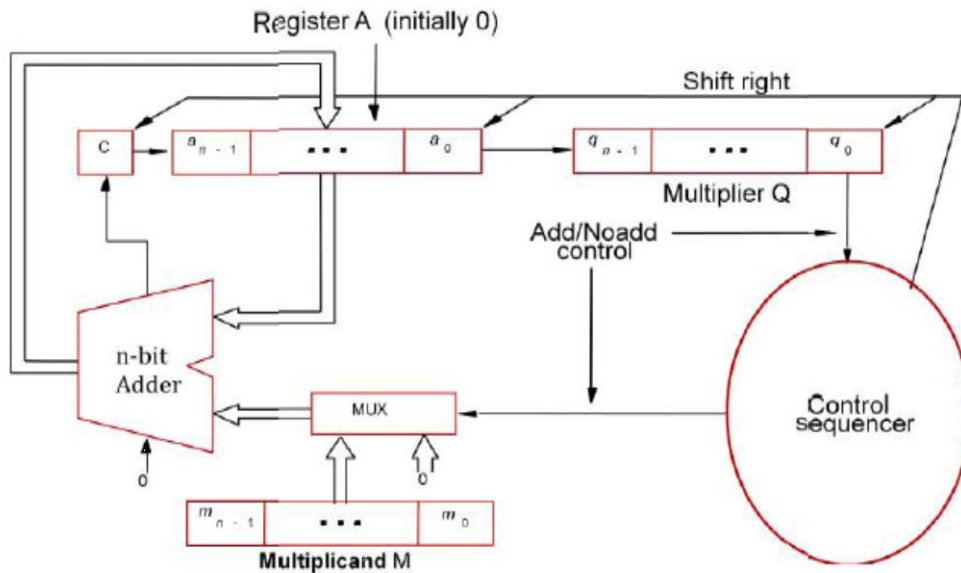 Register A (initially 0)
Shift right
C
a n - 1
▪ ▪ ▪
a 0
q n - 1
▪ ▪ ▪
q 0
Multiplier Q
Add/Noadd
control
n-bit
Adder
MUX
Control
sequencer
0
0
m n - 1
▪ ▪ ▪
m 0
Multiplicand M